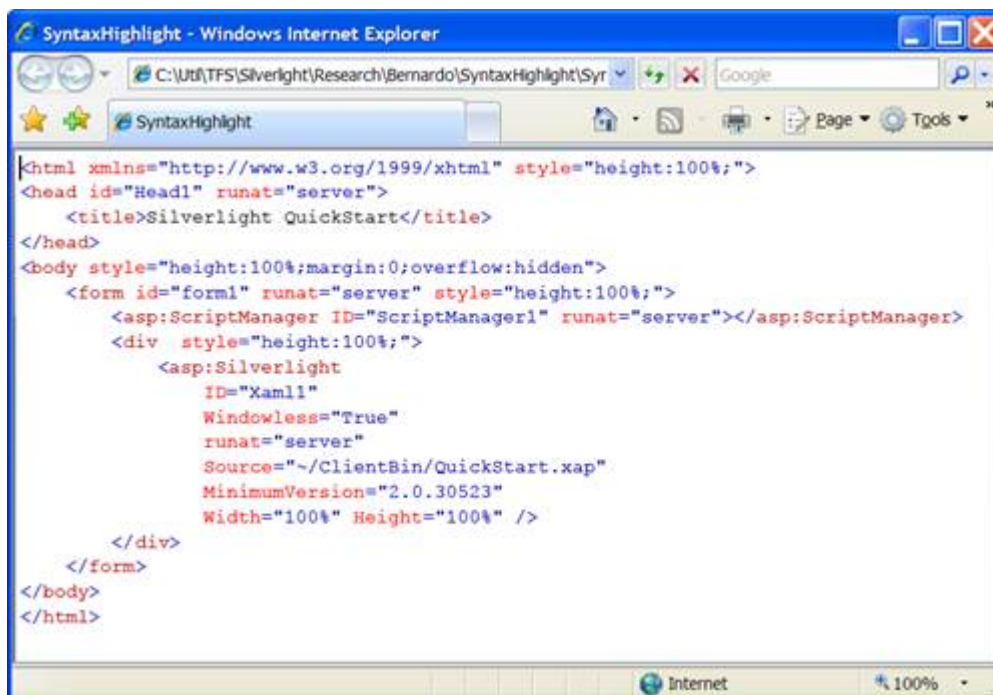 SyntaxHighlight - Windows Internet Explorer
C:\Util\TFS\Silverlight\Research\Bernardo\SyntaxHighlight\Syr
Google
SyntaxHighlight
Page
Tools
<html xmlns="http://www.w3.org/1999/xhtml" style="height:100%;">
<head id="Head1" runat="server">
    <title>Silverlight QuickStart</title>
</head>
<body style="height:100%;margin:0;overflow:hidden">
    <form id="form1" runat="server" style="height:100%;">
        <asp:ScriptManager ID="ScriptManager1" runat="server"></asp:ScriptManager>
        <div  style="height:100%;">
            <asp:Silverlight
                ID="Xaml1"
                Windowless="True"
                runat="server"
                Source="~/ClientBin/QuickStart.xap"
                MinimumVersion="2.0.30523"
                Width="100%" Height="100%" />
        </div>
    </form>
</body>
</html>
Internet
100%